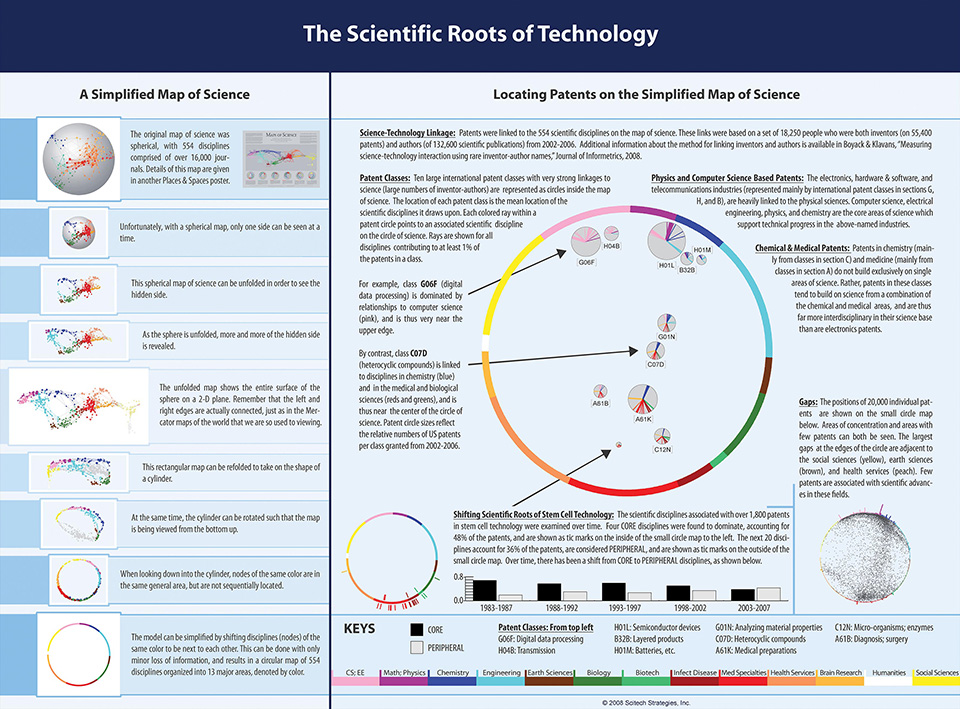 The Scientific Roots of Technology
A Simplified Map of Science
The original map of science was
spherical, with 554 disciplines
comprised of over 16,000 jour-
nals. Details of this map are given
in another Places & Spaces poster.
MAPS OF SCIENCE
Unfortunately, with a spherical map, only one side can be seen at a
time.
This spherical map of science can be unfolded in order to see the
hidden side.
As the sphere is unfolded, more and more of the hidden side
is revealed.
The unfolded map shows the entire surface of the
sphere on a 2-D plane. Remember that the left and
right edges are actually connected, just as in the Mer-
cator maps of the world that we are so used to viewing.
This rectangular map can be refolded to take on the shape of
a cylinder.
At the same time, the cylinder can be rotated such that the map
is being viewed from the bottom up.
When looking down into the cylinder, nodes of the same color are in
the same general area, but are not sequentially located.
The model can be simplified by shifting disciplines (nodes) of the
same color to be next to each other. This can be done with only
minor loss of information, and results in a circular map of 554
disciplines organized into 13 major areas, denoted by color.
Locating Patents on the Simplified Map of Science
Science-Technology Linkage: Patents were linked to the 554 scientific disciplines on the map of science. These links were based on a set of 18,250 people who were both inventors (on 55,400
patents) and authors (of 132,600 scientific publications) from 2002-2006. Additional information about the method for linking inventors and authors is available in Boyack & Klavans, "Measuring
science-technology interaction using rare inventor-author names," Journal of Informetrics, 2008.
Patent Classes: Ten large international patent classes with very strong linkages to
science (large numbers of inventor-authors) are represented as circles inside the map
of science. The location of each patent class is the mean location of the
scientific disciplines it draws upon. Each colored ray within a
patent circle points to an associated scientific discipline
on the circle of science. Rays are shown for all
disciplines contributing to at least 1% of
the patents in a class.
For example, class G06F (digital
data processing) is dominated by
relationships to computer science
(pink), and is thus very near the
upper edge.
By contrast, class C07D
(heterocyclic compounds) is linked
to disciplines in chemistry (blue)
and in the medical and biological
sciences (reds and greens), and is
thus near the center of the circle of
science. Patent circle sizes reflect
the relative numbers of US patents
per class granted from 2002-2006.
Physics and Computer Science Based Patents: The electronics, hardware & software, and
telecommunications industries (represented mainly by international patent classes in sections G,
H, and B), are heavily linked to the physical sciences. Computer science, electrical
engineering, physics, and chemistry are the core areas of science which
support technical progress in the above-named industries.
Chemical & Medical Patents: Patents in chemistry (main-
ly from classes in section C) and medicine (mainly from
classes in section A) do not build exclusively on single
areas of science. Rather, patents in these classes
tend to build on science from a combination of
the chemical and medical areas, and are thus
far more interdisciplinary in their science base
than are electronics patents.
Gaps: The positions of 20,000 individual pat-
ents are shown on the small circle map
below. Areas of concentration and areas with
few patents can both be seen. The largest
gaps at the edges of the circle are adjacent to
the social sciences (yellow), earth sciences
(brown), and health services (peach). Few
patents are associated with scientific advanc-
es in these fields.
G06F
H04B
H01L
H01M
B32B
G01N
C07D
A61B
A61K
C12N
Shifting Scientific Roots of Stem Cell Technology: The scientific disciplines associated with over 1,800 patents
in stem cell technology were examined over time. Four CORE disciplines were found to dominate, accounting for
48% of the patents, and are shown as tic marks on the inside of the small circle map to the left. The next 20 disci-
plines account for 36% of the patents, are considered PERIPHERAL, and are shown as tic marks on the outside of the
small circle map. Over time, there has been a shift from CORE to PERIPHERAL disciplines, as shown below.
0.8
0.0
1983-1987 1988-1992 1993-1997 1998-2002 2003-2007
KEYS
CORE
PERIPHERAL
Patent Classes: From top left
G06F: Digital data processing
H04B: Transmission
H01L: Semiconductor devices
B32B: Layered products
H01M: Batteries, etc.
G01N: Analyzing material properties
C07D: Heterocyclic compounds
A61K: Medical preparations
C12N: Micro-organisms; enzymes
A61B: Diagnosis; surgery
CS; EE Math; Physics Chemistry Engineering Earth Sciences Biology Biotech Infect Disease Med Specialties Health Services Brain Research Humanities Social Sciences
© 2008 Scitech Strategies, Inc.